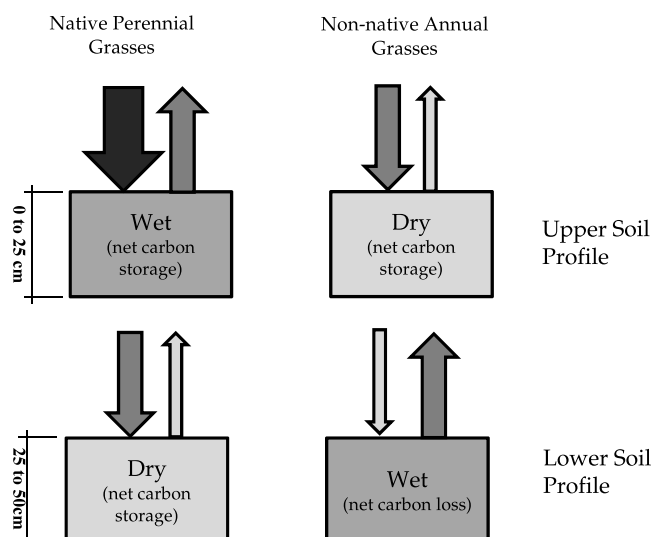 Native Perennial
Grasses
Non-native Annual
Grasses
0 to 25 cm
Wet
(net carbon
storage)
Dry
(net carbon
storage)
Upper Soil
Profile
25 to 50cm
Dry
(net carbon
storage)
Wet
(net carbon loss)
Lower Soil
Profile